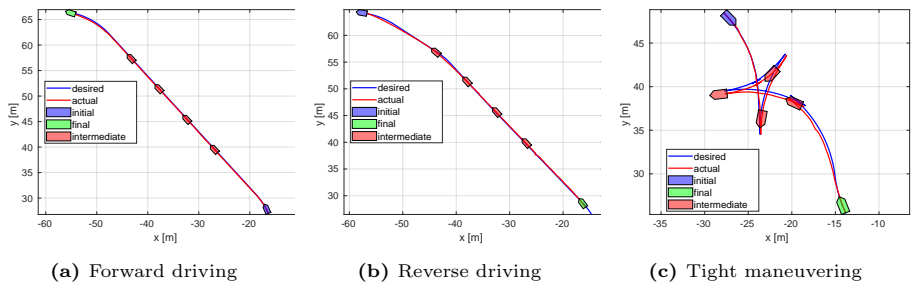 65
60
55
50
45
40
35
30
y [m]
desired
actual
initial
final
intermediate
-60 -50 -40 -30 -20
x [m]
(a) Forward driving
65
60
55
50
45
40
35
30
y [m]
desired
actual
initial
final
intermediate
-60 -50 -40 -30 -20
x [m]
(b) Reverse driving
45
40
35
30
y [m]
desired
actual
initial
final
intermediate
-35 -30 -25 -20 -15 -10
x [m]
(c) Tight maneuvering